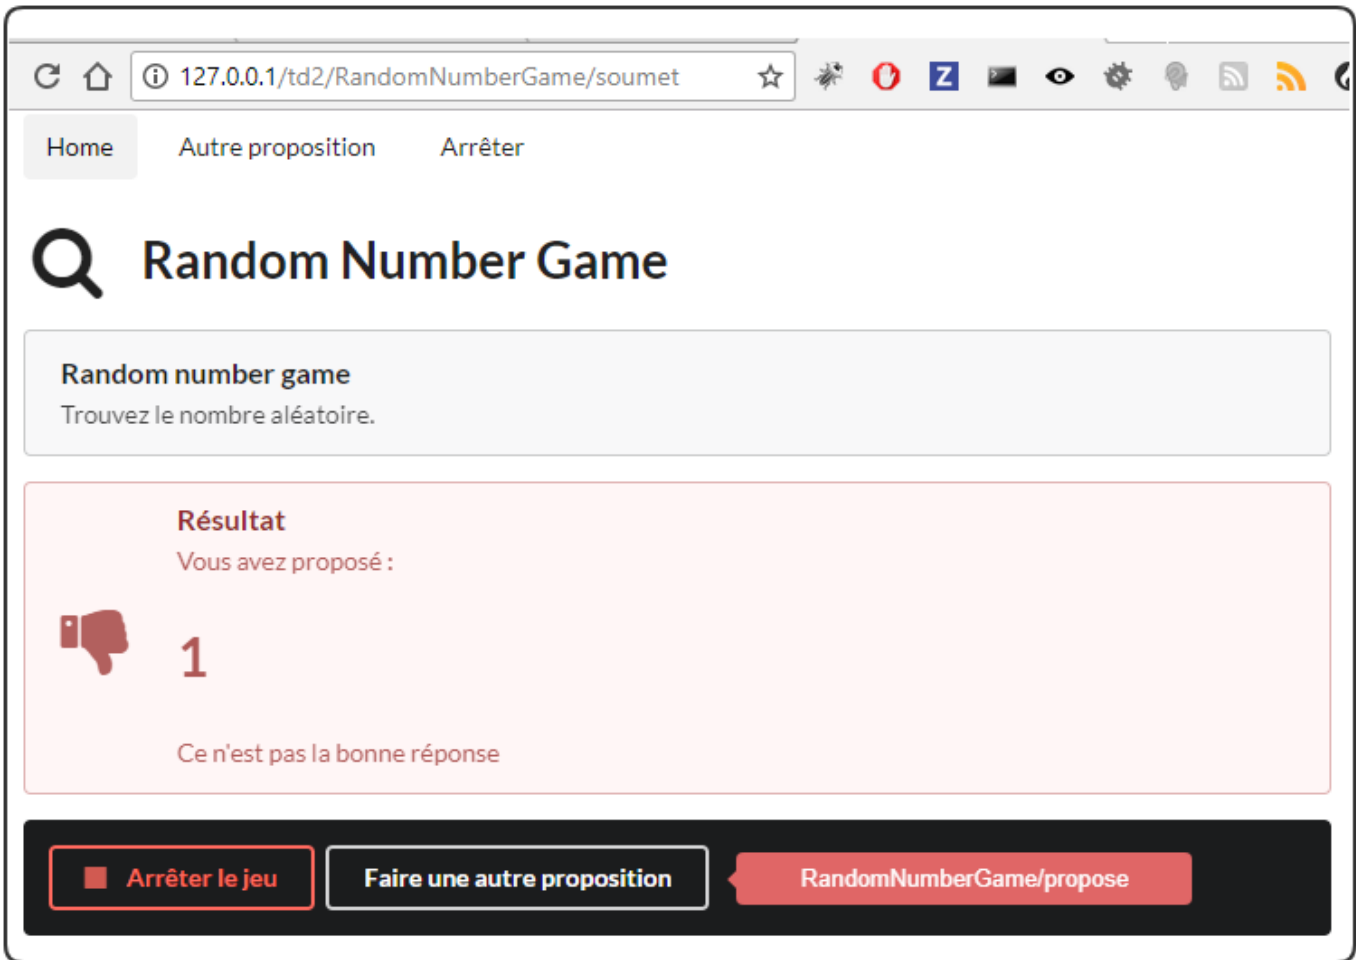 127.0.0.1/td2/RandomNumberGame/soumet
Z
Home Autre proposition Arrêter
Random Number Game
Random number game
Trouvez le nombre aléatoire.
Résultat
Vous avez proposé :
1
Ce n'est pas la bonne réponse
Arrêter le jeu Faire une autre proposition RandomNumberGame/propose